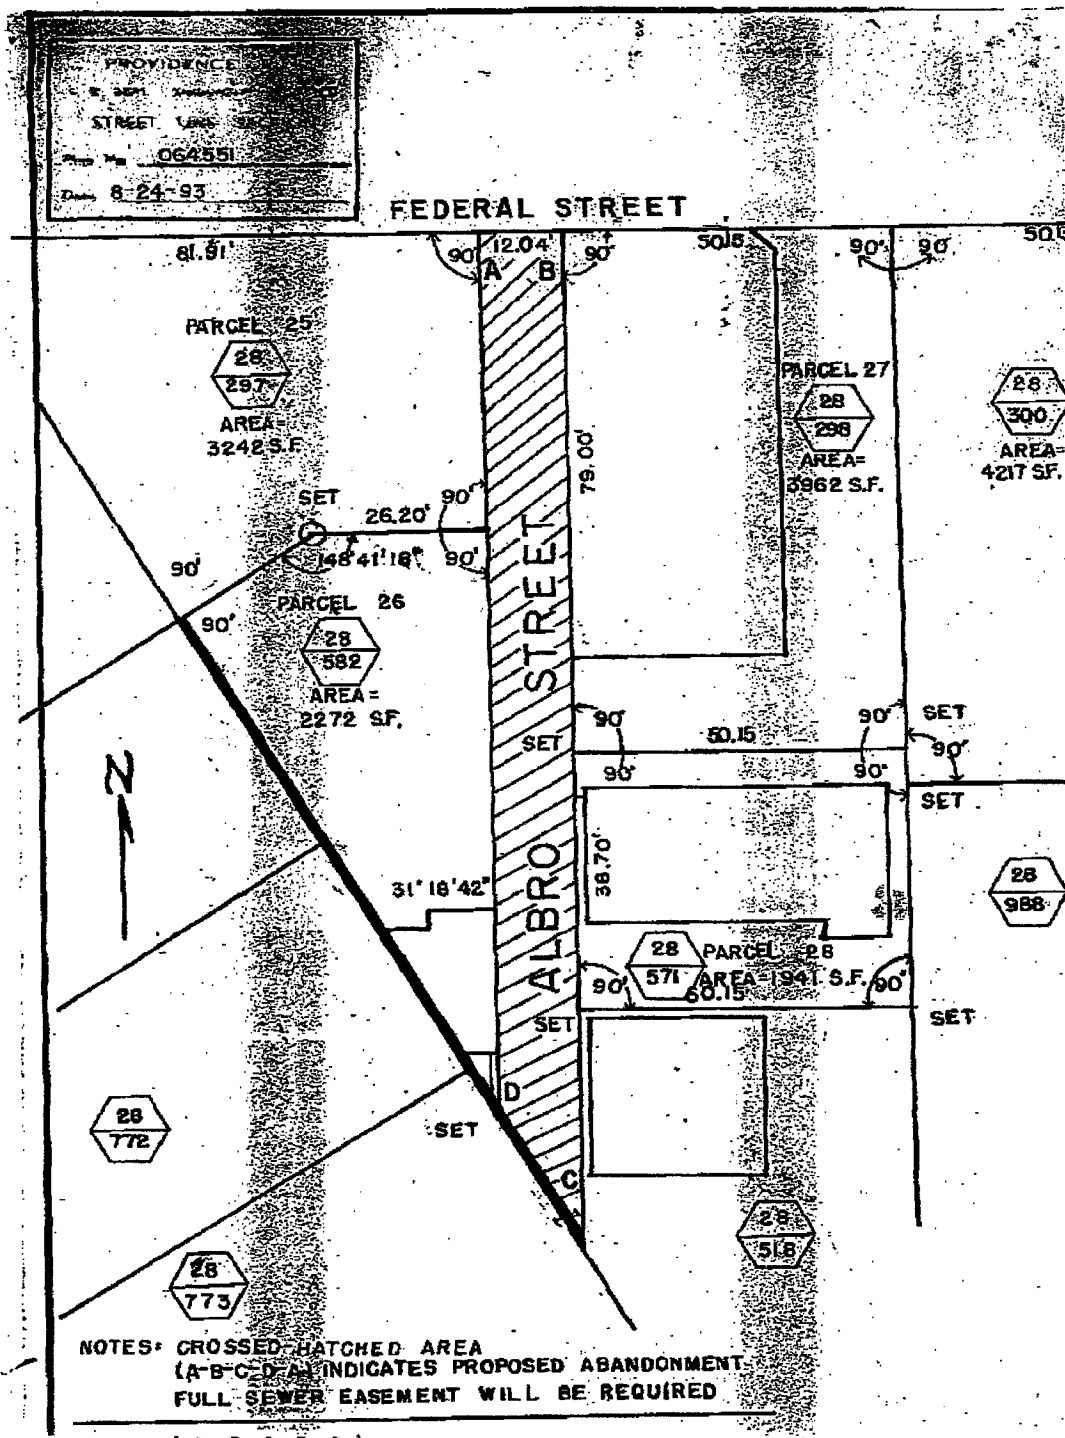 PROVIDENCE
STREET LINE
064551
8-24-93
FEDERAL STREET
81.91'
90'
12.04'
90'
50.15
90'
90'
A
B
PARCEL 25
28
297
AREA=
3242 S.F.
79.00'
PARCEL 27
28
298
AREA=
3962 S.F.
28
300
AREA=
4217 S.F.
SET
26.20'
90'
90'
148°41'18"
90'
90°
PARCEL 26
28
582
AREA=
2272 S.F.
ALBRO STREET
90'
90'
SET
50.15
SET
90°
90'
90°
SET
N
38.70'
31°18'42"
28
988
28
571
PARCEL 28
AREA=1941 S.F.
90'
50.15
90°
SET
SET
D
SET
C
28
772
28
518
28
773
NOTES: CROSSED-HATCHED AREA
(A-B-C-D-A) INDICATES PROPOSED ABANDONMENT.
FULL SEWER EASEMENT WILL BE REQUIRED